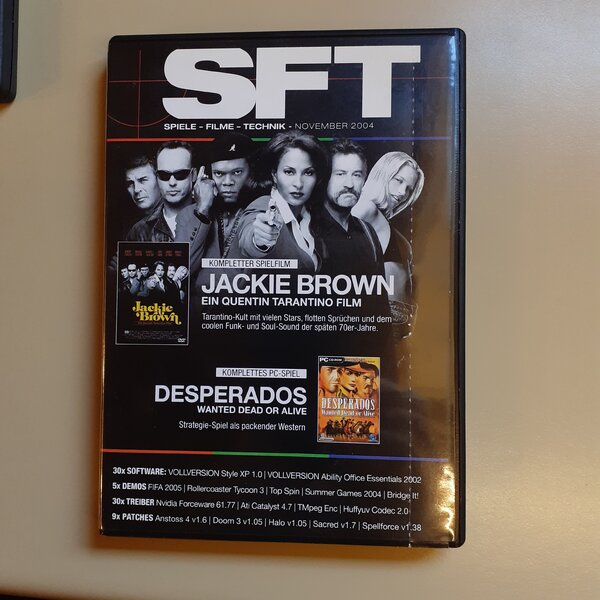 SFT
SPIELE – FILME – TECHNIK - NOVEMBER 2004
KOMPLETTER SPIELFILM
JACKIE BROWN
EIN QUENTIN TARANTINO FILM
Tarantino-Kult mit vielen Stars, flotten Sprüchen und dem
coolen Funk- und Soul-Sound der späten 70er-Jahre.
Jackie
Brown
KOMPLETTES PC-SPIEL
DESPERADOS
WANTED DEAD OR ALIVE
Strategie-Spiel als packender Western
PC CD-ROM
DESPERADOS
Wanted Dead or Alive
30x SOFTWARE: VOLLVERSION Style XP 1.0 | VOLLVERSION Ability Office Essentials 2002
5x DEMOS FIFA 2005 | Rollercoaster Tycoon 3 | Top Spin | Summer Games 2004 | Bridge It!
30x TREIBER Nvidia Forceware 61.77 | Ati Catalyst 4.7 | TMpeg Enc | Huffyuv Codec 2.0
9x PATCHES Anstoss 4 v1.6 | Doom 3 v1.05 | Halo v1.05 | Sacred v1.7 | Spellforce v1.38